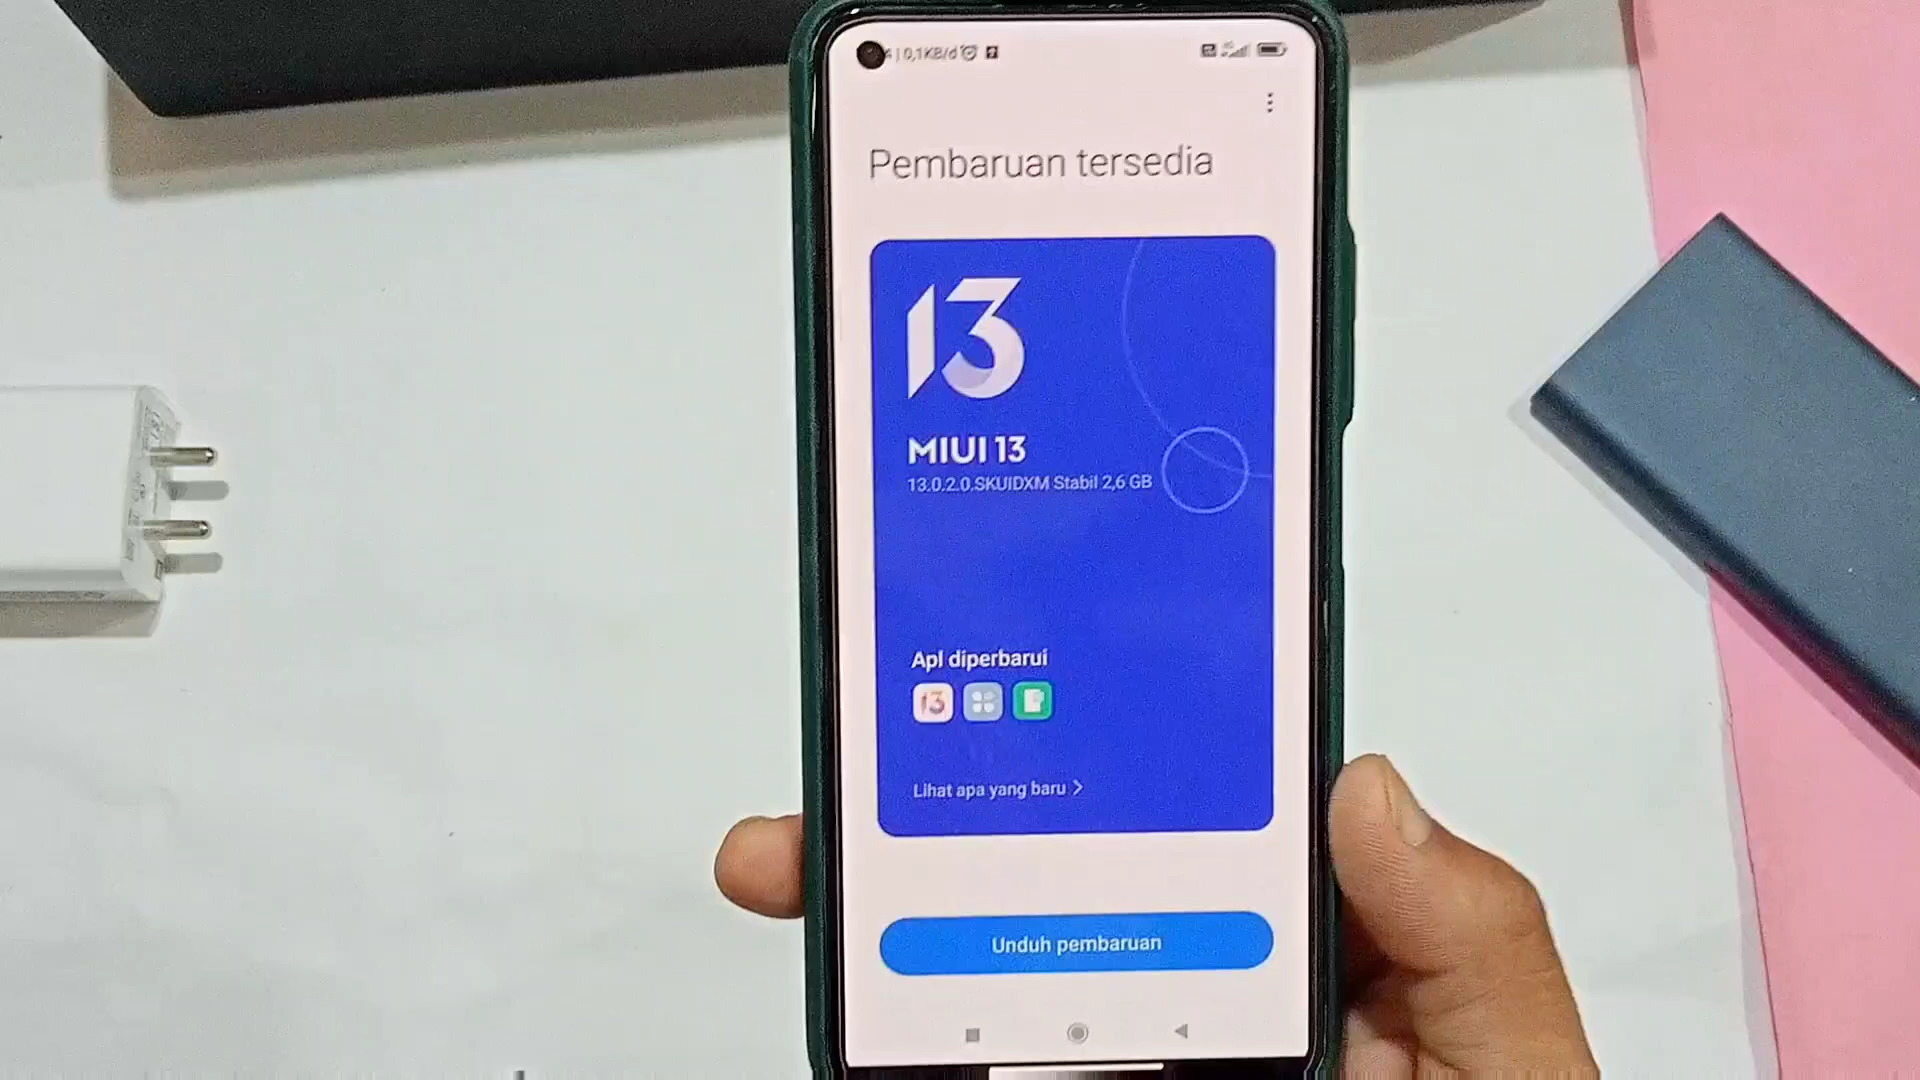 0,1KB/d
Pembaruan tersedia
13
MIUI 13
13.0.2.0.SKUIDXM Stabil 2,6 GB
Apl diperbarui
13
Lihat apa yang baru >
Unduh pembaruan